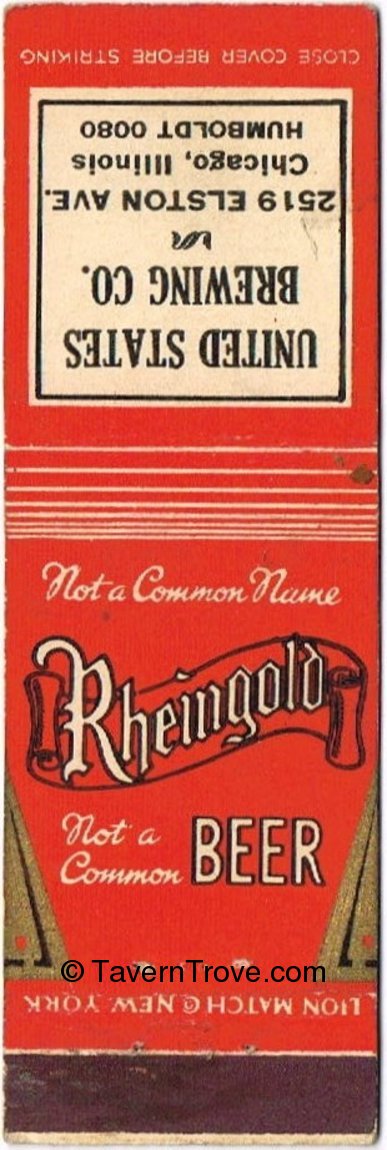 CLOSE COVER BEFORE STRIKING
UNITED STATES
BREWING CO.
2519 ELSTON AVE.
Chicago, Illinois
HUMBOLDT 0080
Not a Common Name
Rheingold
Not a
Common BEER
© TavernTrove.com
LION MATCH © NEW YORK